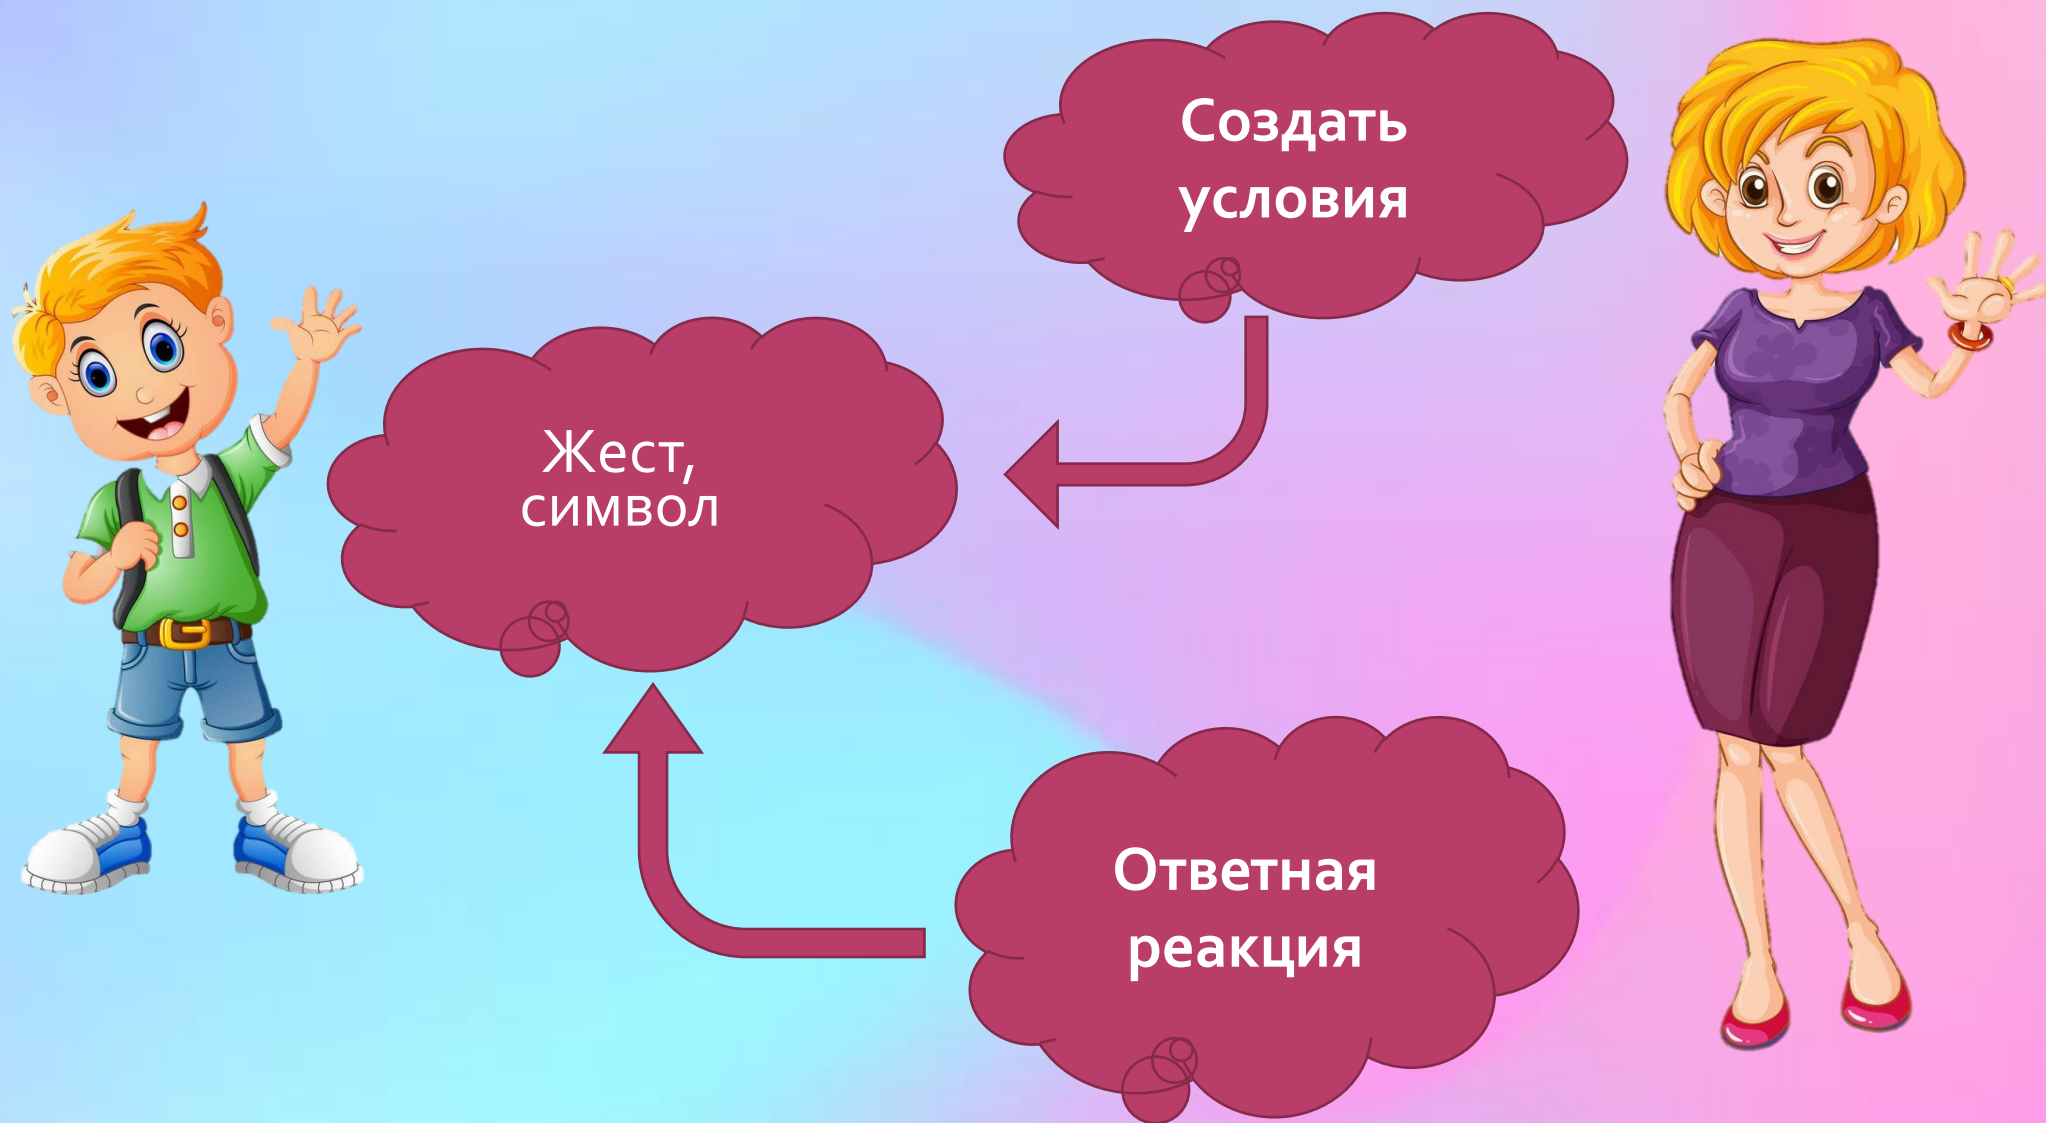 Создать
условия
Жест,
символ
Ответная
реакция